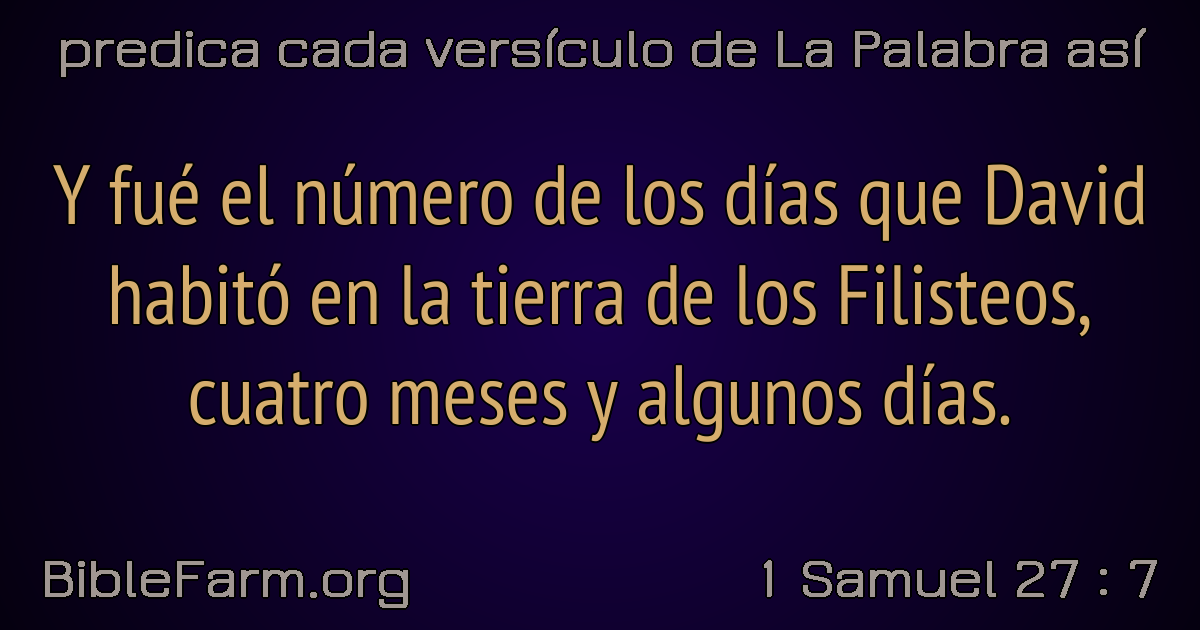 predica cada versículo de La Palabra así
Y fué el número de los días que David
habitó en la tierra de los Filisteos,
cuatro meses y algunos días.
BibleFarm.org
1 Samuel 27 : 7